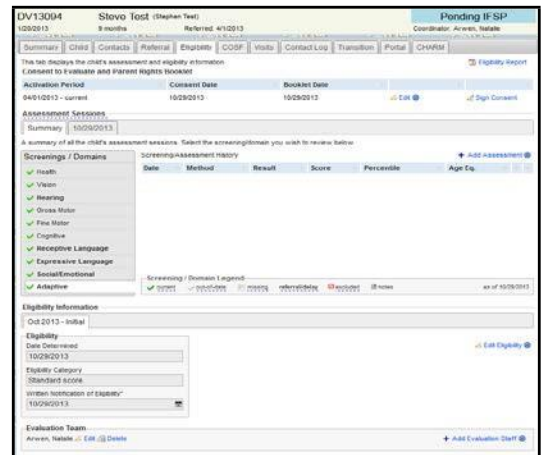 DV13094 Stevo Test (Stephen Test) Pending IFSP
1/20/2013 9 months Referred 4/1/2013 Coordinator: Arwen, Natalie
Summary Child Contacts Referral Eligibility COSF Visits Contact Log Transition Portal CHARM
This tab displays the child's assessment and eligibility information. Eligibility Report
Consent to Evaluate and Parent Rights Booklet
Activation Period Consent Date Booklet Date
04/01/2013 - current 10/29/2013 10/29/2013 Edit Sign Consent
Assessment Sessions
Summary 10/29/2013
A summary of all the child's assessment sessions. Select the screening/domain you wish to review below.
Screenings / Domains Screening/Assessment History + Add Assessment
Date Method Result Score Percentile Age Eq.
Health
Vision
Hearing
Gross Motor
Fine Motor
Cognitive
Receptive Language
Expressive Language
Social/Emotional
Adaptive
Screening / Domain Legend
current out-of-date missing referral/delay excluded notes as of 10/29/2013
Eligibility Information
Oct 2013 - Initial
Eligibility
Date Determined Edit Eligibility
10/29/2013
Eligibility Category
Standard score
Written Notification of Eligibility*
10/29/2013
Evaluation Team
Arwen, Natalie Edit Delete + Add Evaluation Staff